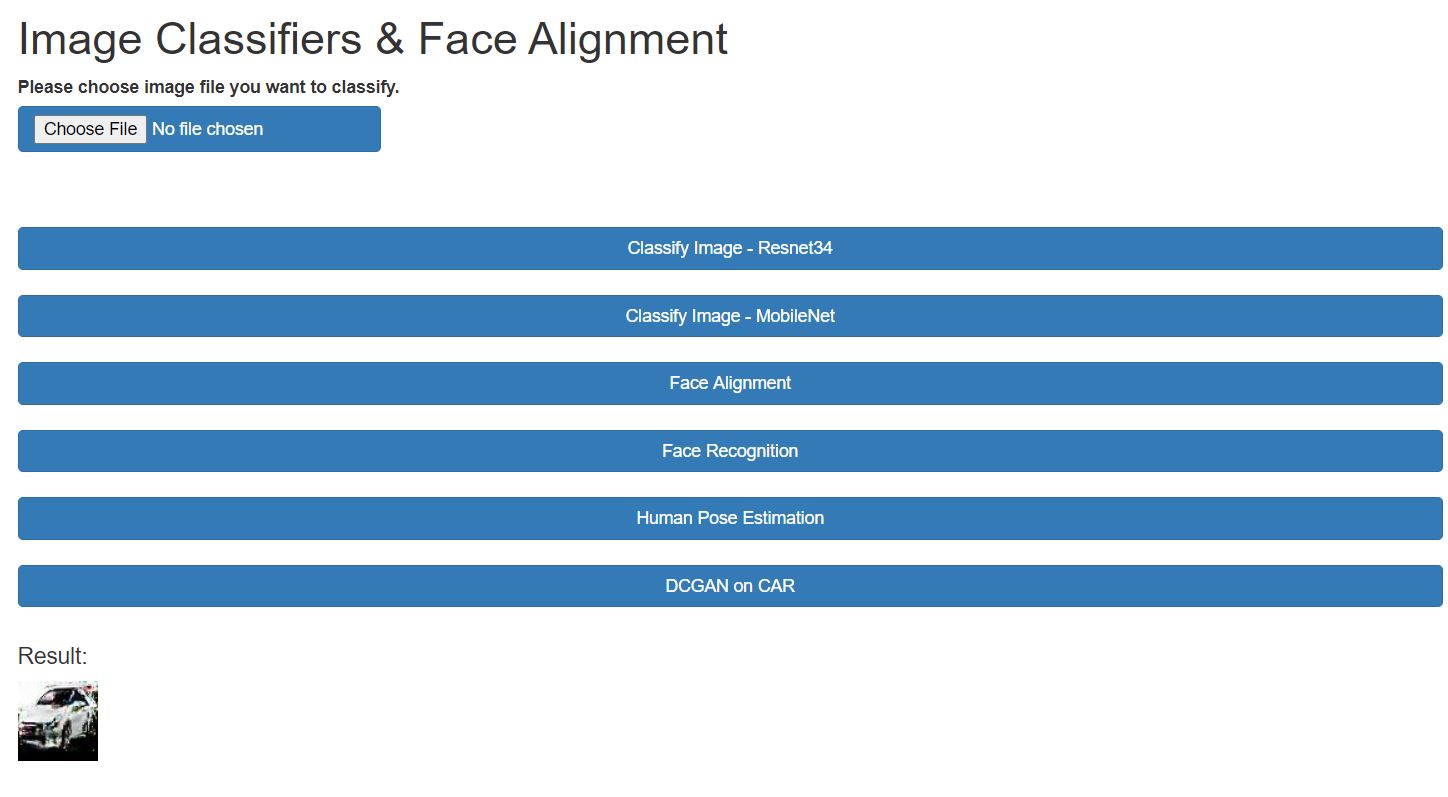 Image Classifiers & Face Alignment
Please choose image file you want to classify.
Choose File No file chosen
Classify Image - Resnet34
Classify Image - MobileNet
Face Alignment
Face Recognition
Human Pose Estimation
DCGAN on CAR
Result: